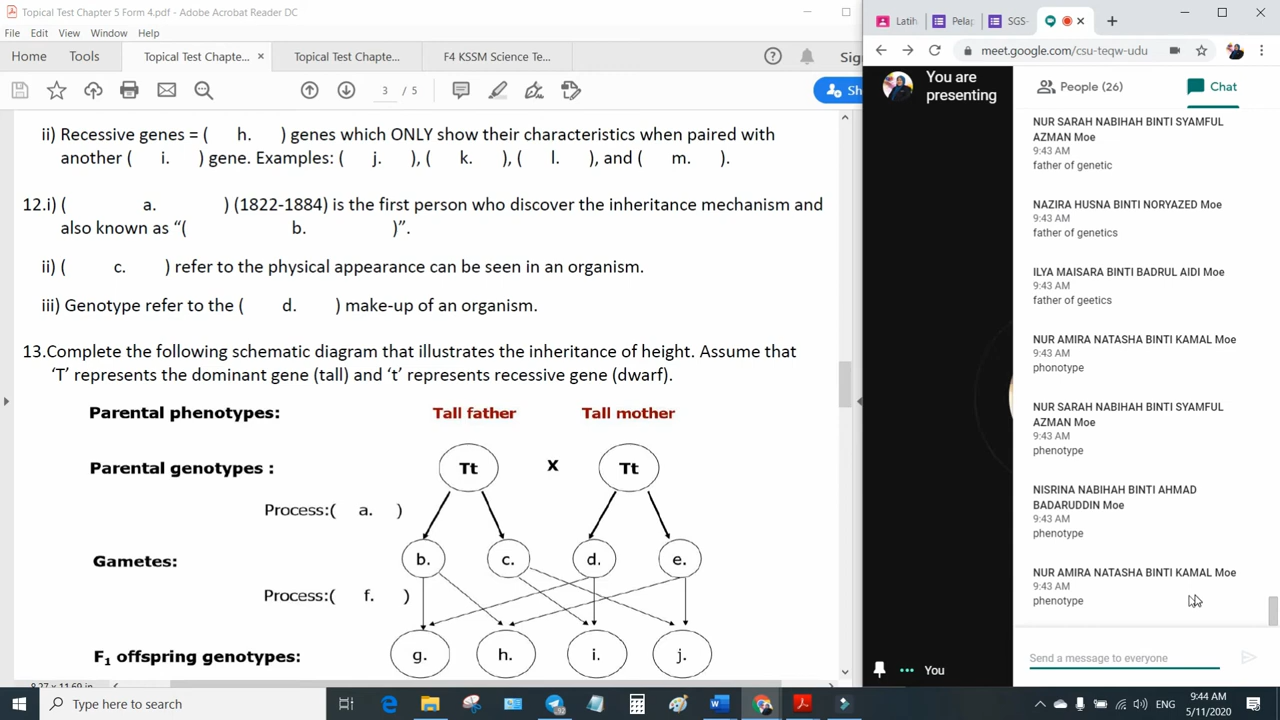 Topical Test Chapter 5 Form 4.pdf - Adobe Acrobat Reader DC
File Edit View Window Help
Home Tools Topical Test Chapte... × Topical Test Chapte... F4 KSSM Science Te... Sig
3 / 5 Sh
ii) Recessive genes = ( h. ) genes which ONLY show their characteristics when paired with
another ( i. ) gene. Examples: ( j. ), ( k. ), ( l. ), and ( m. ).
12.i) ( a. ) (1822-1884) is the first person who discover the inheritance mechanism and
also known as “( b. )”.
ii) ( c. ) refer to the physical appearance can be seen in an organism.
iii) Genotype refer to the ( d. ) make-up of an organism.
13.Complete the following schematic diagram that illustrates the inheritance of height. Assume that
‘T’ represents the dominant gene (tall) and ‘t’ represents recessive gene (dwarf).
Parental phenotypes: Tall father Tall mother
Parental genotypes : Tt x Tt
Process:( a. )
Gametes: b. c. d. e.
Process:( f. )
F1 offspring genotypes: g. h. i. j.
8.27 x 11.69 in
Latih Pelaj SGS-
meet.google.com/csu-teqw-udu
You are
presenting
People (26) Chat
NUR SARAH NABIHAH BINTI SYAMFUL
AZMAN Moe
9:43 AM
father of genetic
NAZIRA HUSNA BINTI NORYAZED Moe
9:43 AM
father of genetics
ILYA MAISARA BINTI BADRUL AIDI Moe
9:43 AM
father of geetics
NUR AMIRA NATASHA BINTI KAMAL Moe
9:43 AM
phonotype
NUR SARAH NABIHAH BINTI SYAMFUL
AZMAN Moe
9:43 AM
phenotype
NISRINA NABIHAH BINTI AHMAD
BADARUDDIN Moe
9:43 AM
phenotype
NUR AMIRA NATASHA BINTI KAMAL Moe
9:43 AM
phenotype
Send a message to everyone
You
Type here to search
ENG
9:44 AM
5/11/2020